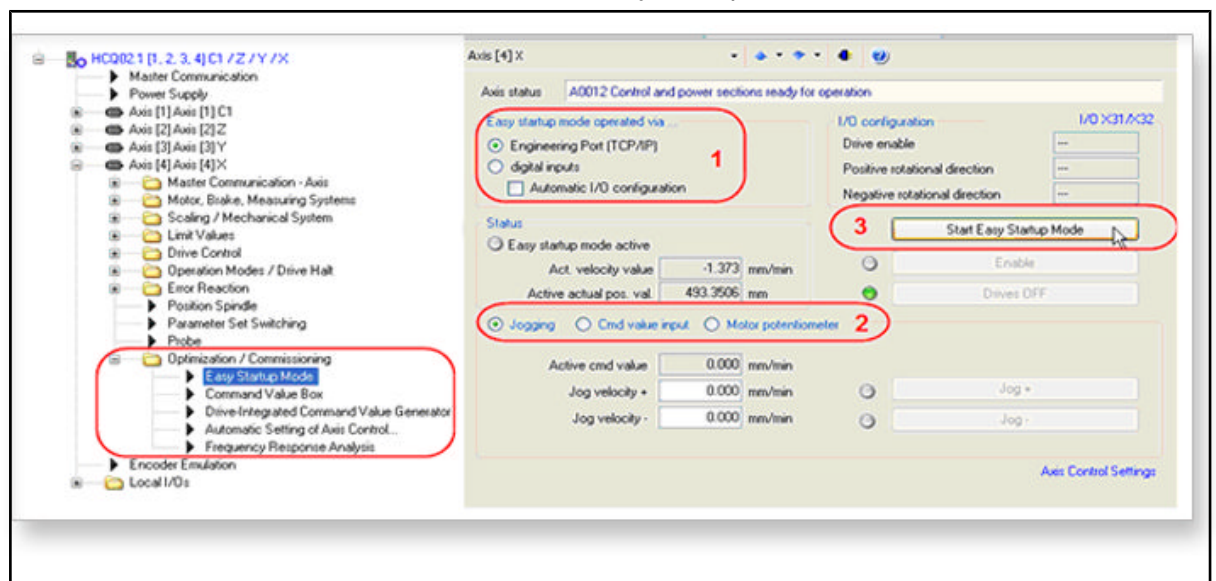 HCQ02.1 [1, 2, 3, 4] C1 / Z / Y / X
Master Communication
Power Supply
Axis [1] Axis [1] C1
Axis [2] Axis [2] Z
Axis [3] Axis [3] Y
Axis [4] Axis [4] X
Master Communication - Axis
Motor, Brake, Measuring Systems
Scaling / Mechanical System
Limit Values
Drive Control
Operation Modes / Drive Halt
Error Reaction
Position Spindle
Parameter Set Switching
Probe
Optimization / Commissioning
Easy Startup Mode
Command Value Box
Drive-Integrated Command Value Generator
Automatic Setting of Axis Control...
Frequency Response Analysis
Encoder Emulation
Local I/Os
Axis [4] X
Axis status A0012 Control and power sections ready for operation
Easy startup mode operated via ...
Engineering Port (TCP/IP)
digital inputs
Automatic I/O configuration
1
I/O configuration I/O X31/X32
Drive enable ---
Positive rotational direction ---
Negative rotational direction ---
Status
Easy startup mode active
Act. velocity value -1.373 mm/min
Active actual pos. val. 493.3506 mm
3 Start Easy Startup Mode
Enable
Drives OFF
Jogging Cmd value input Motor potentiometer 2
Active cmd value 0.000 mm/min
Jog velocity + 0.000 mm/min
Jog velocity - 0.000 mm/min
Jog +
Jog -
Axis Control Settings